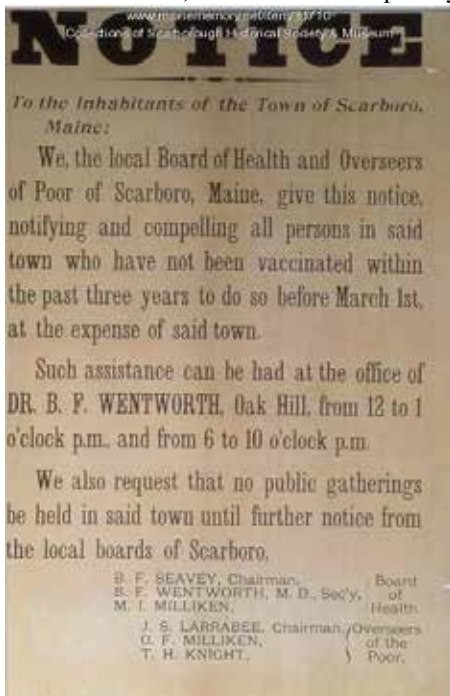 NOTICE
www.mainememory.net/item/
Collections of Scarborough Historical Society & Museum
To the Inhabitants of the Town of Scarboro,
Maine:
We, the local Board of Health and Overseers
of Poor of Scarboro, Maine, give this notice,
notifying and compelling all persons in said
town who have not been vaccinated within
the past three years to do so before March 1st,
at the expense of said town.
Such assistance can be had at the office of
DR. B. F. WENTWORTH, Oak Hill, from 12 to 1
o'clock p.m., and from 6 to 10 o'clock p.m.
We also request that no public gatherings
be held in said town until further notice from
the local boards of Scarboro.
B. F. SEAVEY, Chairman, Board
B. F. WENTWORTH, M. D., Sec'y, of
M. I. MILLIKEN, Health.
J. S. LARRABEE, Chairman, Overseers
O. F. MILLIKEN, of the
T. H. KNIGHT, Poor.